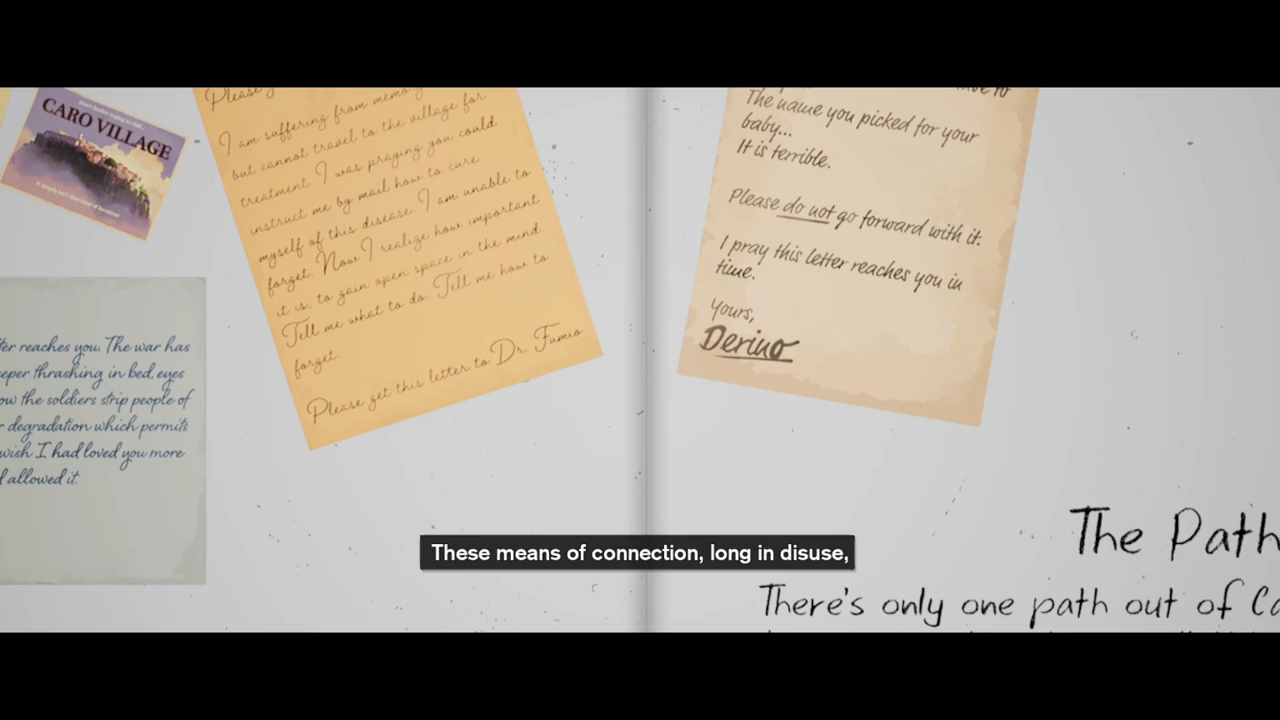 CARO VILLAGE
Please
I am suffering from memo
but cannot travel to the village for
treatment. I was praying you could
instruct me by mail how to cure
myself of this disease. I am unable to
forget. Now I realize how important
it is, to gain open space in the mind.
Tell me what to do. Tell me how to
forget.
Please get this letter to Dr. Fumio
ter reaches you. The war has
eper thrashing in bed, eyes
ow the soldiers strip people of
r degradation which permits
wish I had loved you more
d allowed it.
The name you picked for your
baby...
It is terrible.
Please do not go forward with it.
I pray this letter reaches you in
time.
Yours,
Derino
These means of connection, long in disuse,
The Path
There's only one path out of Ca